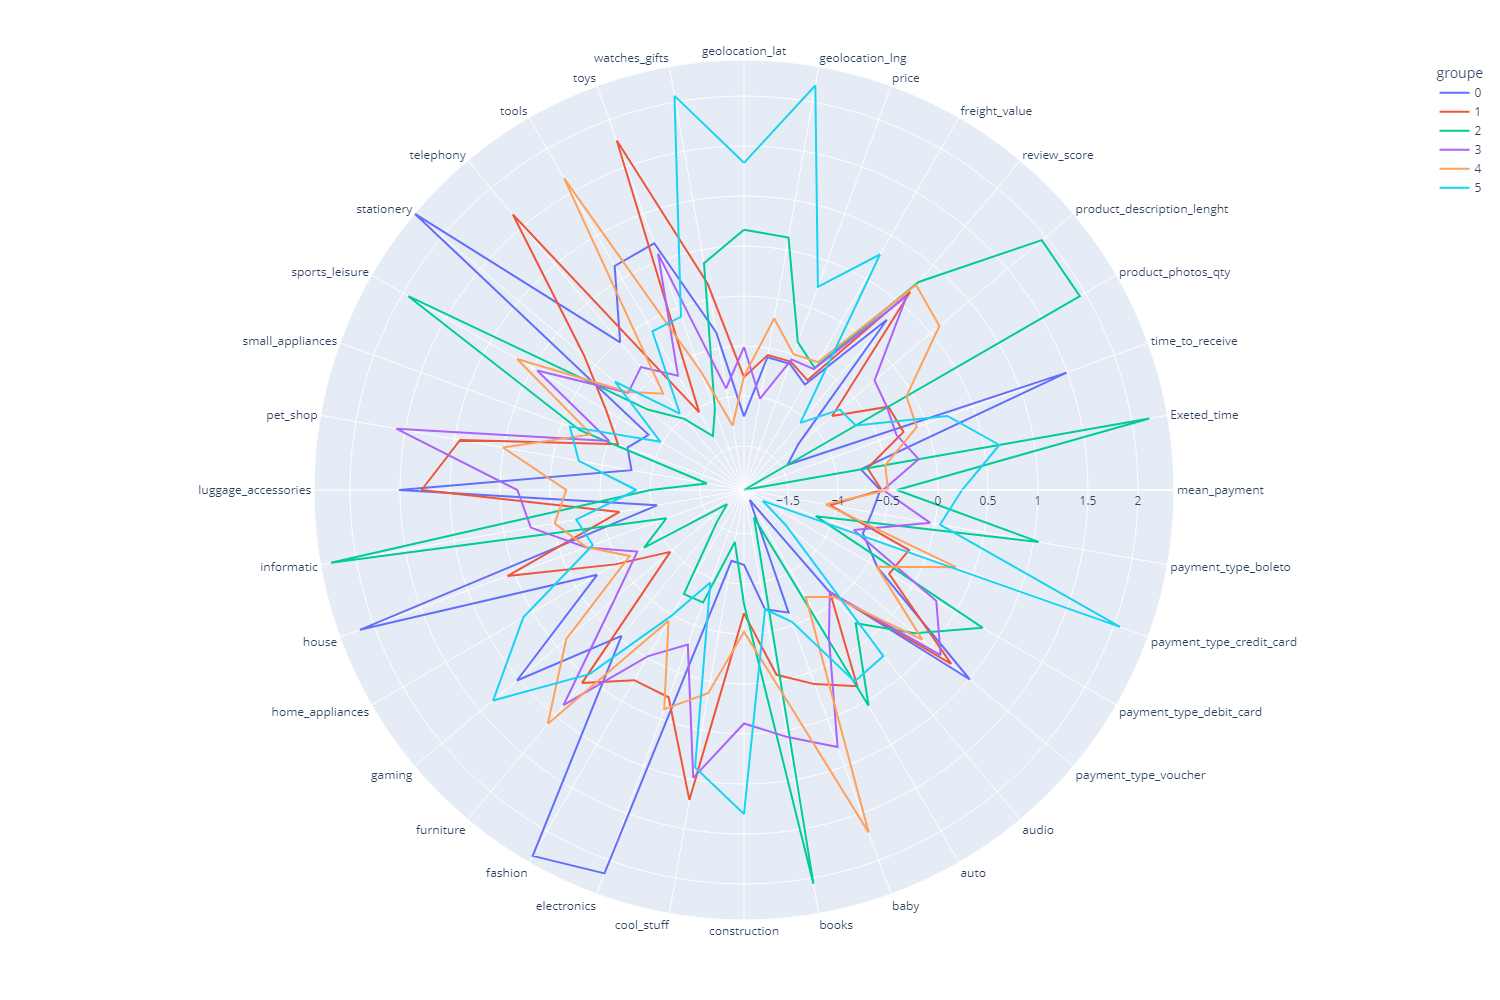 geolocation_lat
watches_gifts
geolocation_lng
toys
price
tools
freight_value
telephony
review_score
stationery
product_description_lenght
sports_leisure
product_photos_qty
small_appliances
time_to_receive
pet_shop
Exeted_time
luggage_accessories
mean_payment
−1.5 −1 −0.5 0 0.5 1 1.5 2
informatic
payment_type_boleto
house
payment_type_credit_card
home_appliances
payment_type_debit_card
gaming
payment_type_voucher
furniture
audio
fashion
auto
electronics
baby
cool_stuff
books
construction
groupe
0
1
2
3
4
5